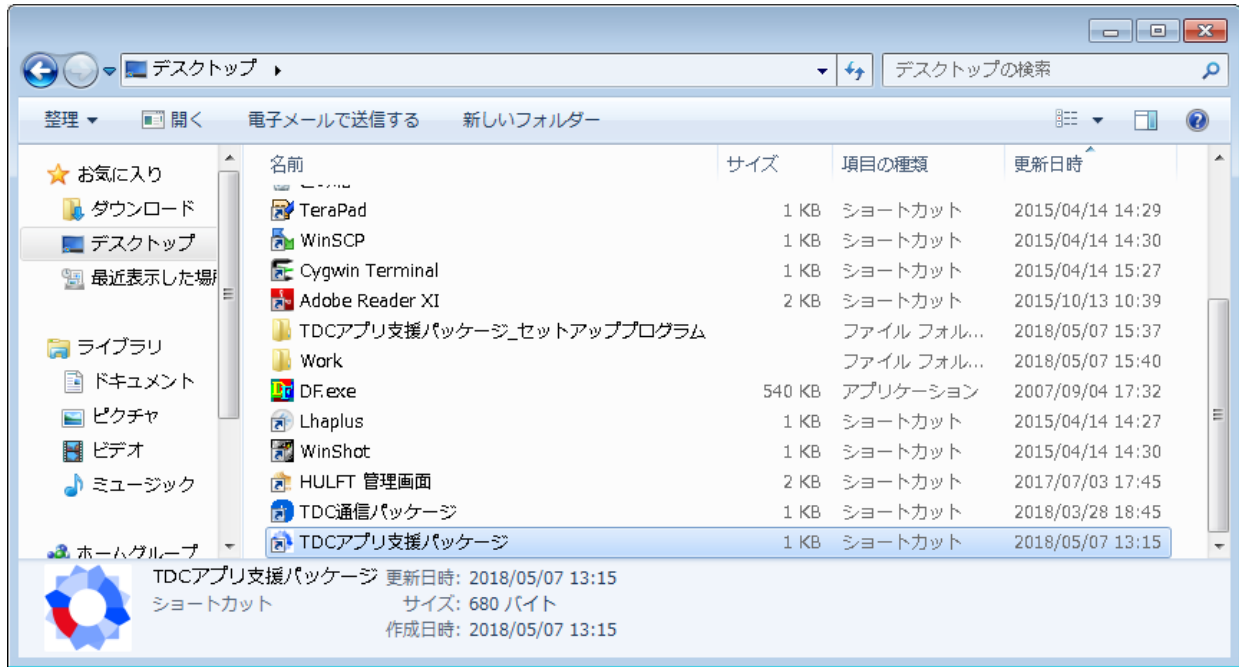 デスクトップ
デスクトップの検索
整理 開く 電子メールで送信する 新しいフォルダー
お気に入り
ダウンロード
デスクトップ
最近表示した場所
ライブラリ
ドキュメント
ピクチャ
ビデオ
ミュージック
ホームグループ
名前 サイズ 項目の種類 更新日時
TeraPad 1 KB ショートカット 2015/04/14 14:29
WinSCP 1 KB ショートカット 2015/04/14 14:30
Cygwin Terminal 1 KB ショートカット 2015/04/14 15:27
Adobe Reader XI 2 KB ショートカット 2015/10/13 10:39
TDCアプリ支援パッケージ_セットアッププログラム ファイル フォル... 2018/05/07 15:37
Work ファイル フォル... 2018/05/07 15:40
DF.exe 540 KB アプリケーション 2007/09/04 17:32
Lhaplus 1 KB ショートカット 2015/04/14 14:27
WinShot 1 KB ショートカット 2015/04/14 14:30
HULFT 管理画面 2 KB ショートカット 2017/07/03 17:45
TDC通信パッケージ 1 KB ショートカット 2018/03/28 18:45
TDCアプリ支援パッケージ 1 KB ショートカット 2018/05/07 13:15
TDCアプリ支援パッケージ 更新日時: 2018/05/07 13:15
ショートカット サイズ: 680 バイト
作成日時: 2018/05/07 13:15